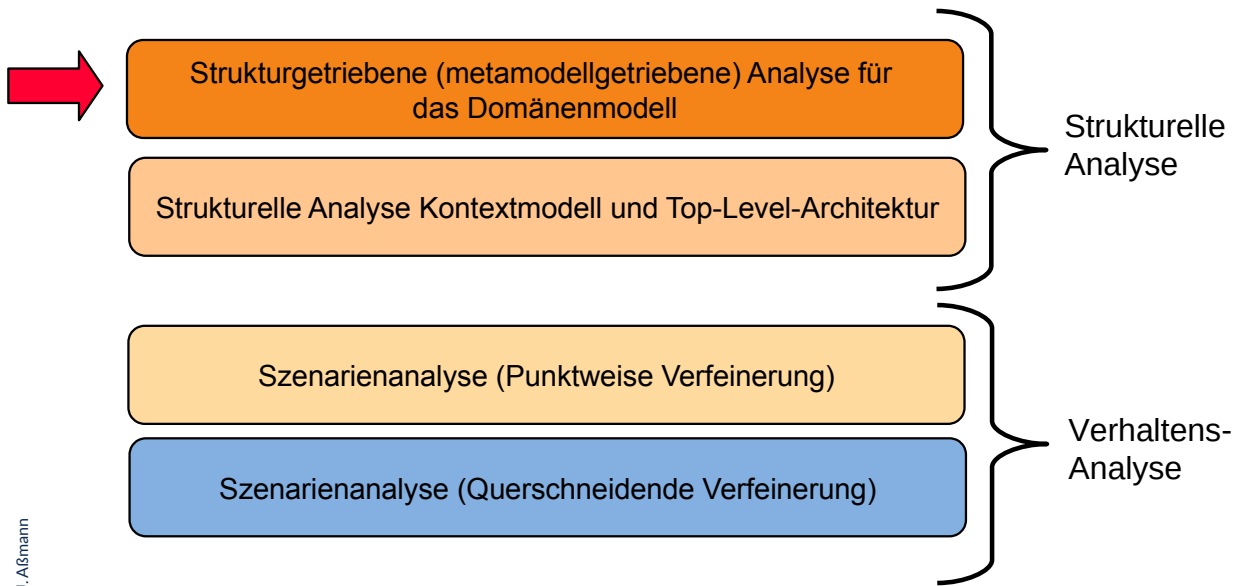 Strukturgetriebene (metamodellgetriebene) Analyse für
das Domänenmodell
Strukturelle Analyse Kontextmodell und Top-Level-Architektur
Strukturelle
Analyse
Szenarienanalyse (Punktweise Verfeinerung)
Szenarienanalyse (Querschneidende Verfeinerung)
Verhaltens-
Analyse
Aßmann